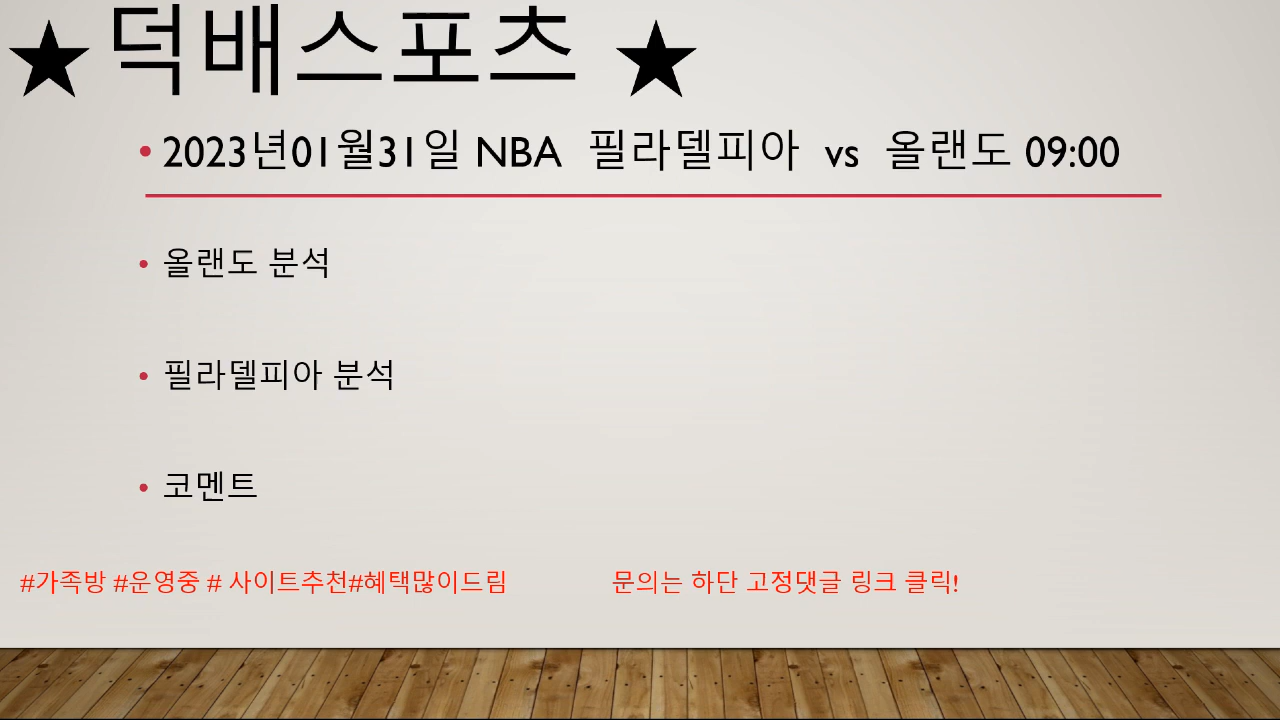 ★덕배스포츠 ★
• 2023년01월31일 NBA 필라델피아 vs 올랜도 09:00
• 올랜도 분석
• 필라델피아 분석
• 코멘트
#가족방 #운영중 # 사이트추천#혜택많이드림 문의는 하단 고정댓글 링크 클릭!